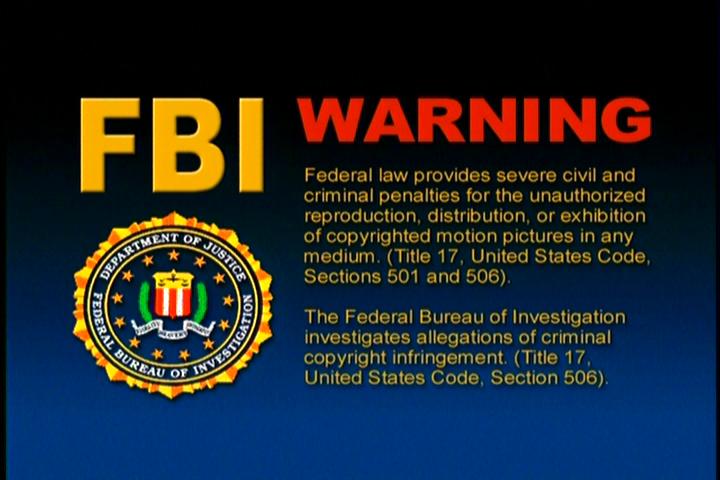 FBI
WARNING
Federal law provides severe civil and
criminal penalties for the unauthorized
reproduction, distribution, or exhibition
of copyrighted motion pictures in any
medium. (Title 17, United States Code,
Sections 501 and 506).
The Federal Bureau of Investigation
investigates allegations of criminal
copyright infringement. (Title 17,
United States Code, Section 506).
DEPARTMENT OF JUSTICE
FEDERAL BUREAU OF INVESTIGATION